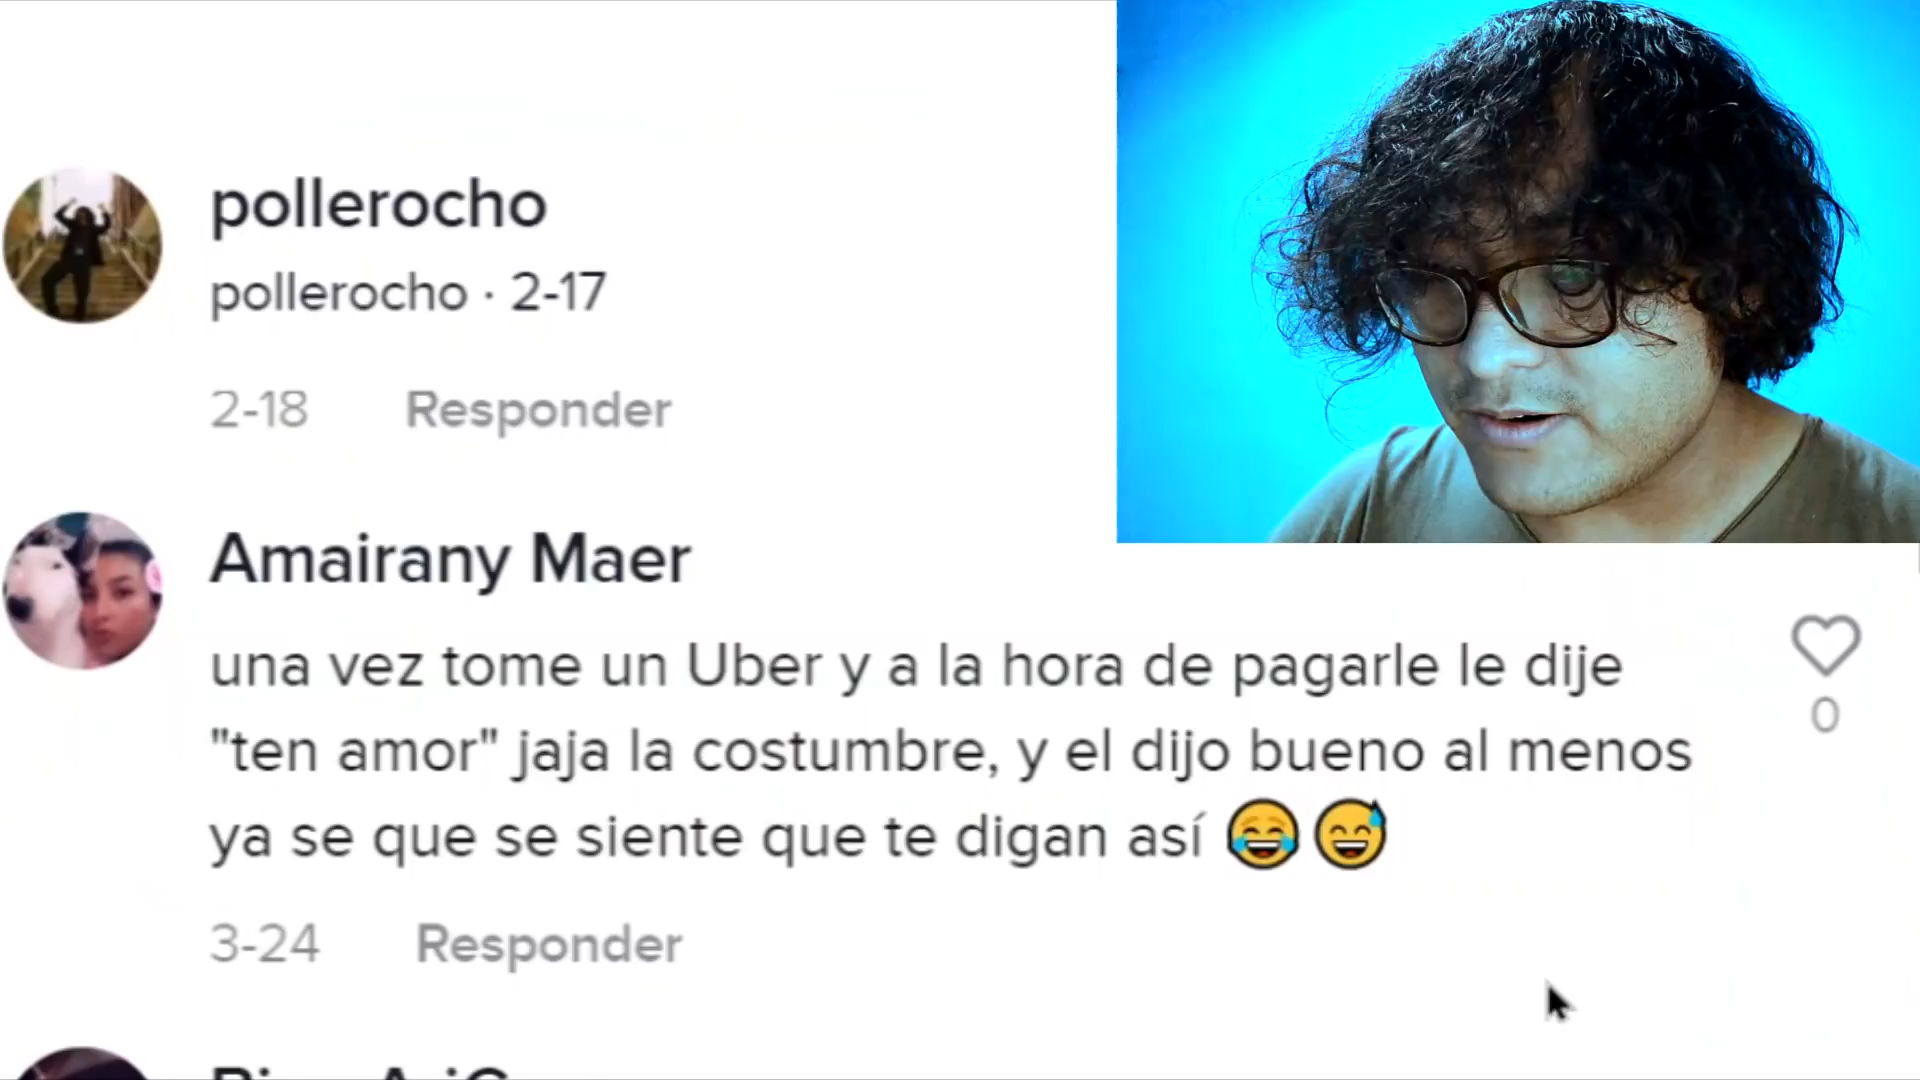 pollerocho
pollerocho · 2-17
2-18 Responder
Amairany Maer
una vez tome un Uber y a la hora de pagarle le dije
"ten amor" jaja la costumbre, y el dijo bueno al menos
ya se que se siente que te digan así 😂😅
0
3-24 Responder